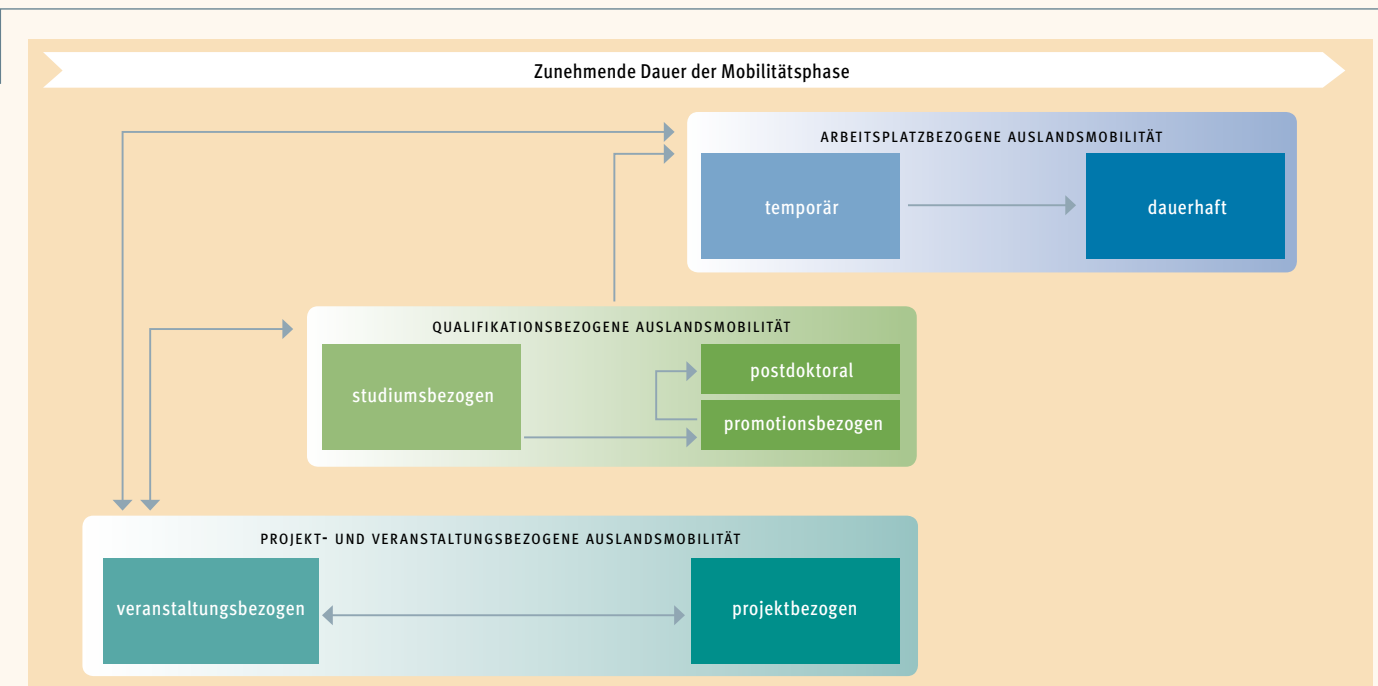 Zunehmende Dauer der Mobilitätsphase
ARBEITSPLATZBEZOGENE AUSLANDSMOBILITÄT
temporär
dauerhaft
QUALIFIKATIONSBEZOGENE AUSLANDSMOBILITÄT
studiumsbezogen
postdoktoral
promotionsbezogen
PROJEKT- UND VERANSTALTUNGSBEZOGENE AUSLANDSMOBILITÄT
veranstaltungsbezogen
projektbezogen